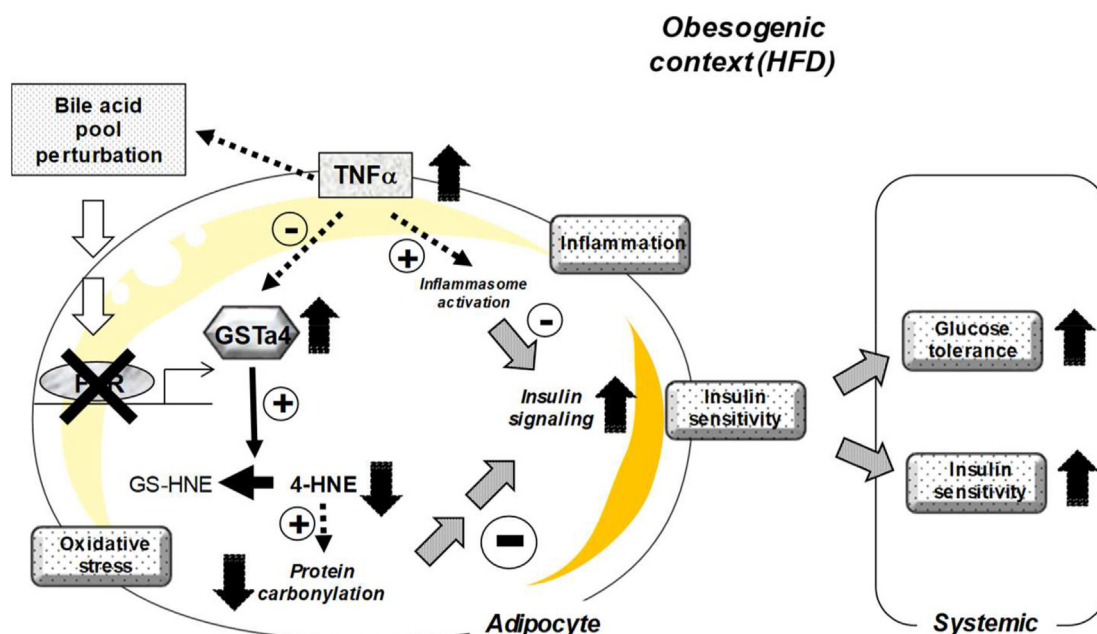 Obesogenic
context (HFD)
Bile acid
pool
perturbation
TNFα
-
+
Inflammation
Inflammasome
activation
-
GSTa4
Glucose
tolerance
+
Insulin
signaling
Insulin
sensitivity
GS-HNE
4-HNE
Insulin
sensitivity
+
-
Oxidative
stress
Protein
carbonylation
Adipocyte
Systemic